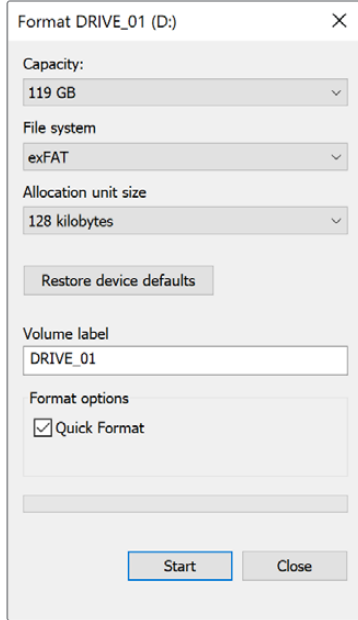 Format DRIVE_01 (D:)
Capacity:
119 GB
File system
exFAT
Allocation unit size
128 kilobytes
Restore device defaults
Volume label
DRIVE_01
Format options
Quick Format
Start Close